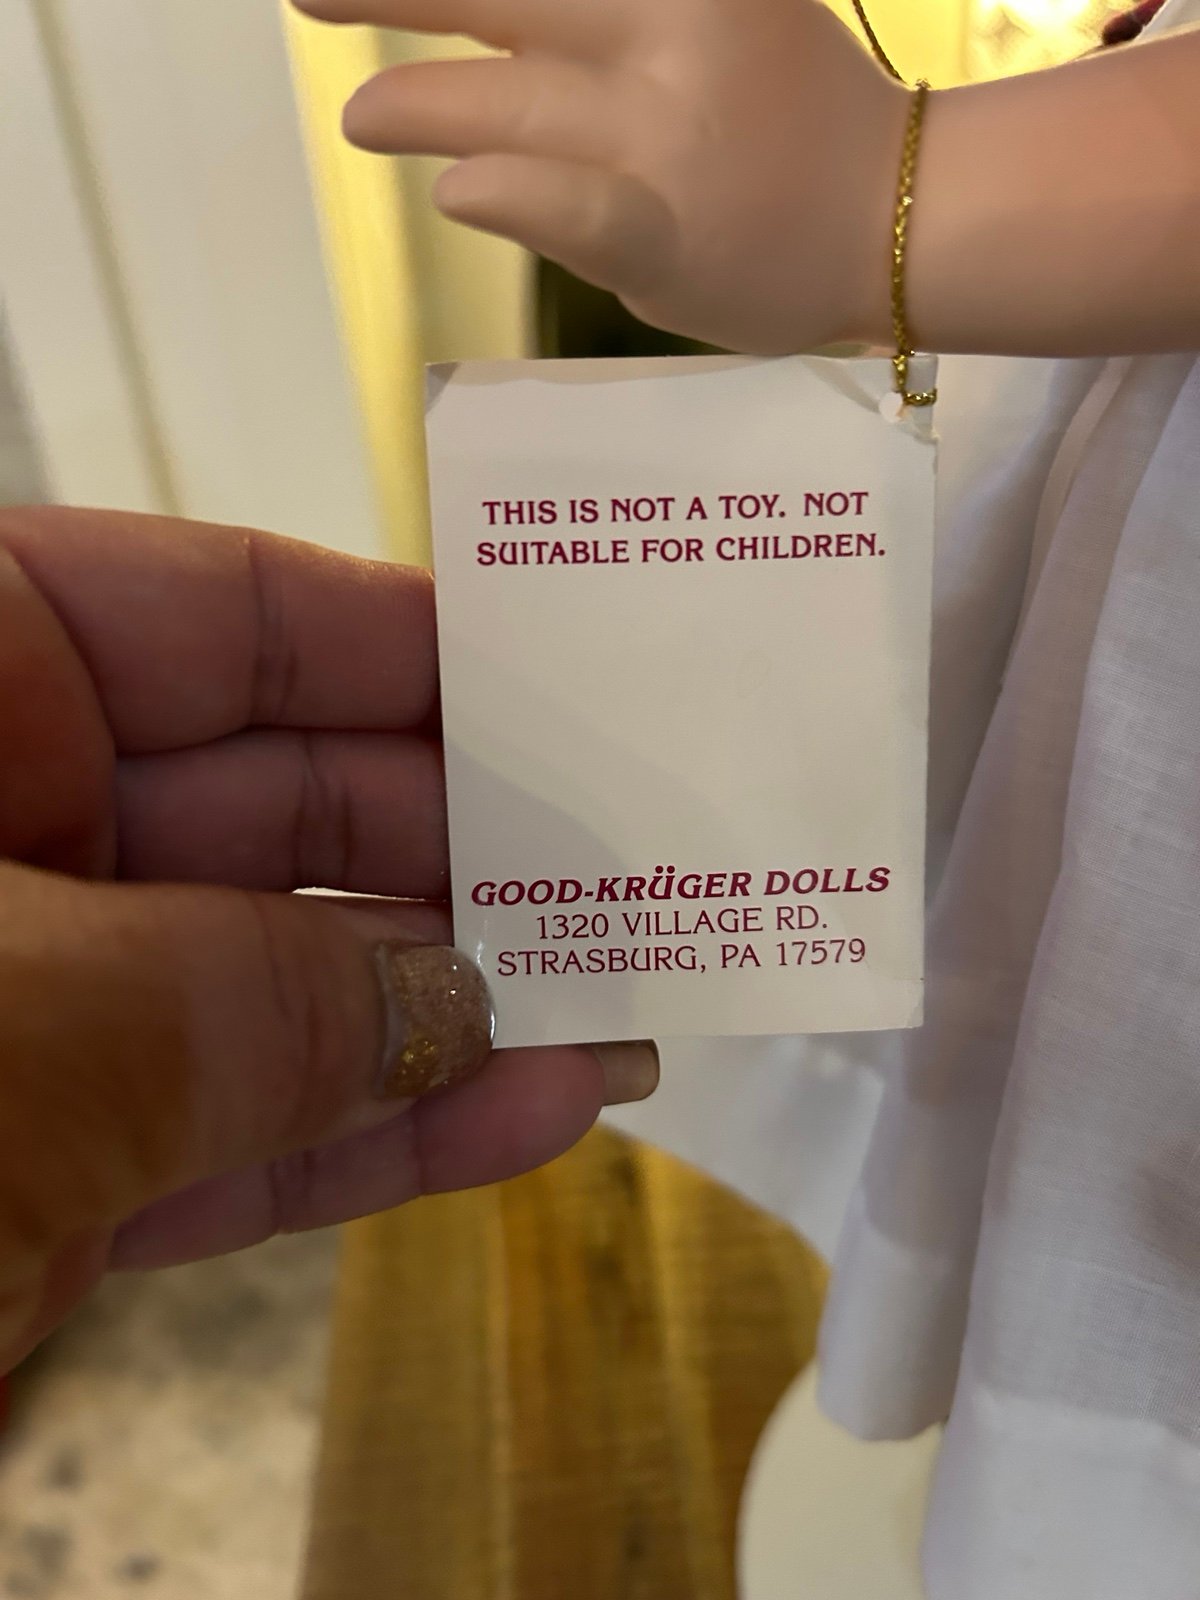 THIS IS NOT A TOY. NOT
SUITABLE FOR CHILDREN.
GOOD-KRÜGER DOLLS
1320 VILLAGE RD.
STRASBURG, PA 17579